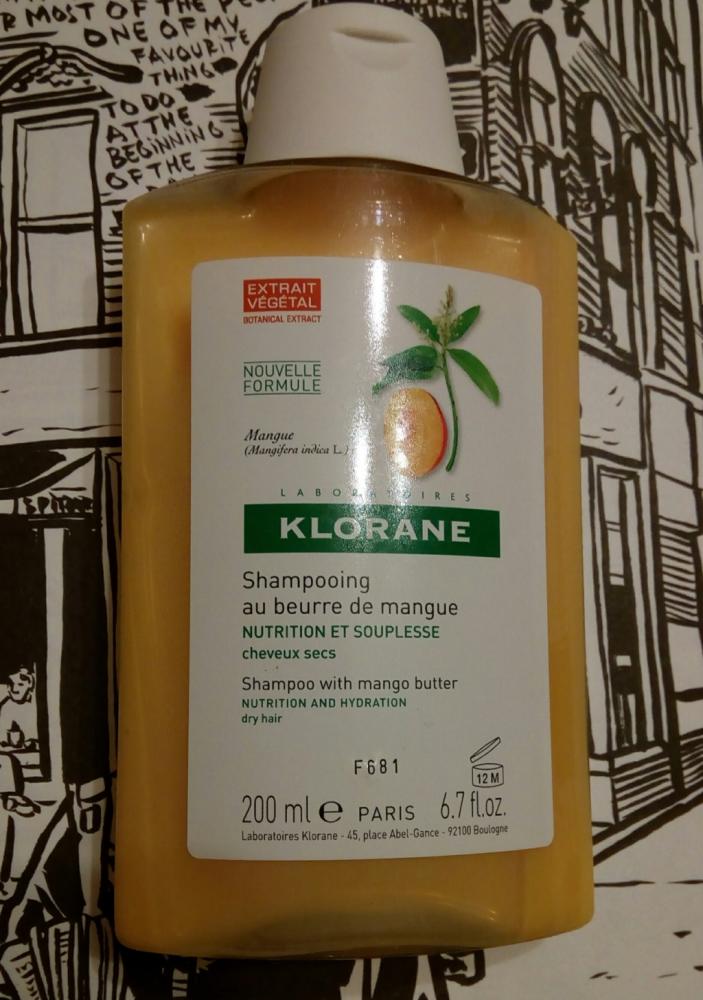 R MOST OF THE PEO
ONE OF MY
FAVOURITE
THING
TO DO
AT THE
BEGINNING
OF THE
EXTRAIT
VÉGÉTAL
BOTANICAL EXTRACT
NOUVELLE
FORMULE
Mangue
(Mangifera indica L.)
LABORATOIRES
KLORANE
Shampooing
au beurre de mangue
NUTRITION ET SOUPLESSE
cheveux secs
Shampoo with mango butter
NUTRITION AND HYDRATION
dry hair
F681
12 M
200 ml e PARIS 6.7 fl.oz.
Laboratoires Klorane - 45, place Abel-Gance - 92100 Boulogne